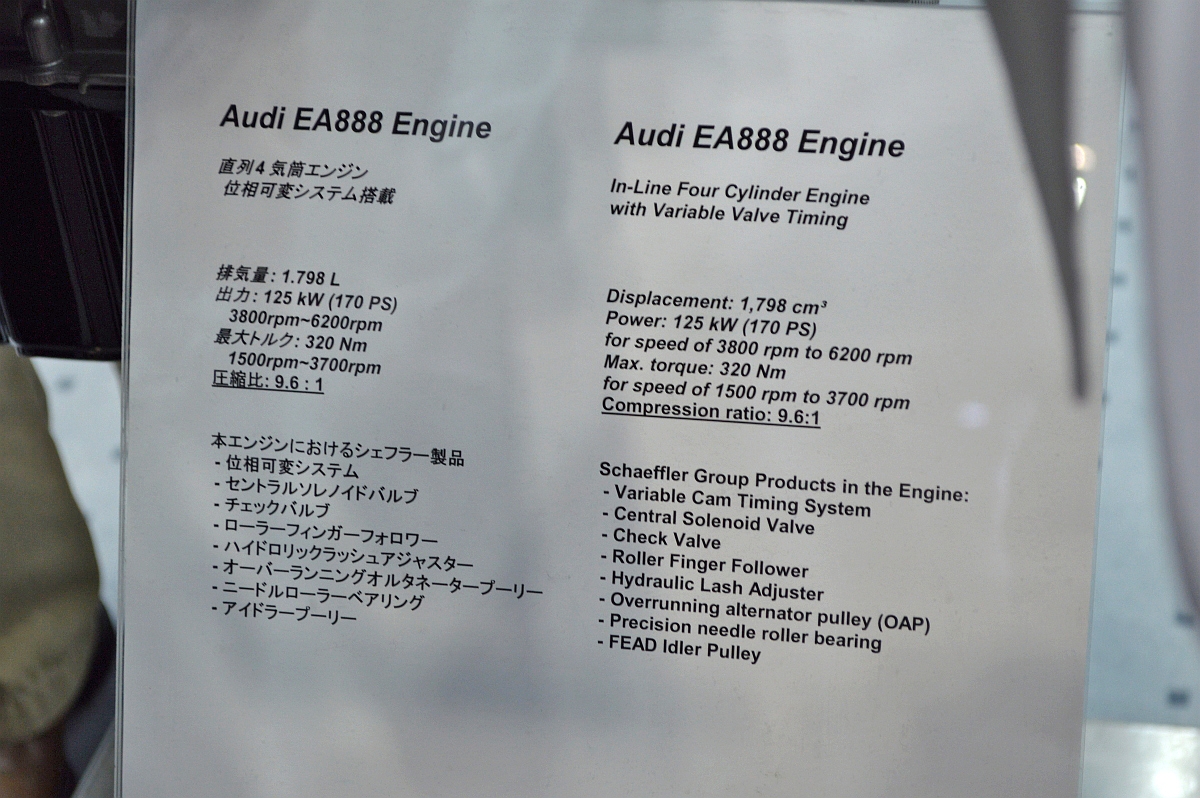 Audi EA888 Engine
直列4気筒エンジン
位相可変システム搭載
排気量: 1.798 L
出力: 125 kW (170 PS)
3800rpm~6200rpm
最大トルク: 320 Nm
1500rpm~3700rpm
圧縮比: 9.6 : 1
本エンジンにおけるシェフラー製品
- 位相可変システム
- セントラルソレノイドバルブ
- チェックバルブ
- ローラーフィンガーフォロワー
- ハイドロリックラッシュアジャスター
- オーバーランニングオルタネータープーリー
- ニードルローラーベアリング
- アイドラープーリー
Audi EA888 Engine
In-Line Four Cylinder Engine
with Variable Valve Timing
Displacement: 1,798 cm³
Power: 125 kW (170 PS)
for speed of 3800 rpm to 6200 rpm
Max. torque: 320 Nm
for speed of 1500 rpm to 3700 rpm
Compression ratio: 9.6:1
Schaeffler Group Products in the Engine:
- Variable Cam Timing System
- Central Solenoid Valve
- Check Valve
- Roller Finger Follower
- Hydraulic Lash Adjuster
- Overrunning alternator pulley (OAP)
- Precision needle roller bearing
- FEAD Idler Pulley